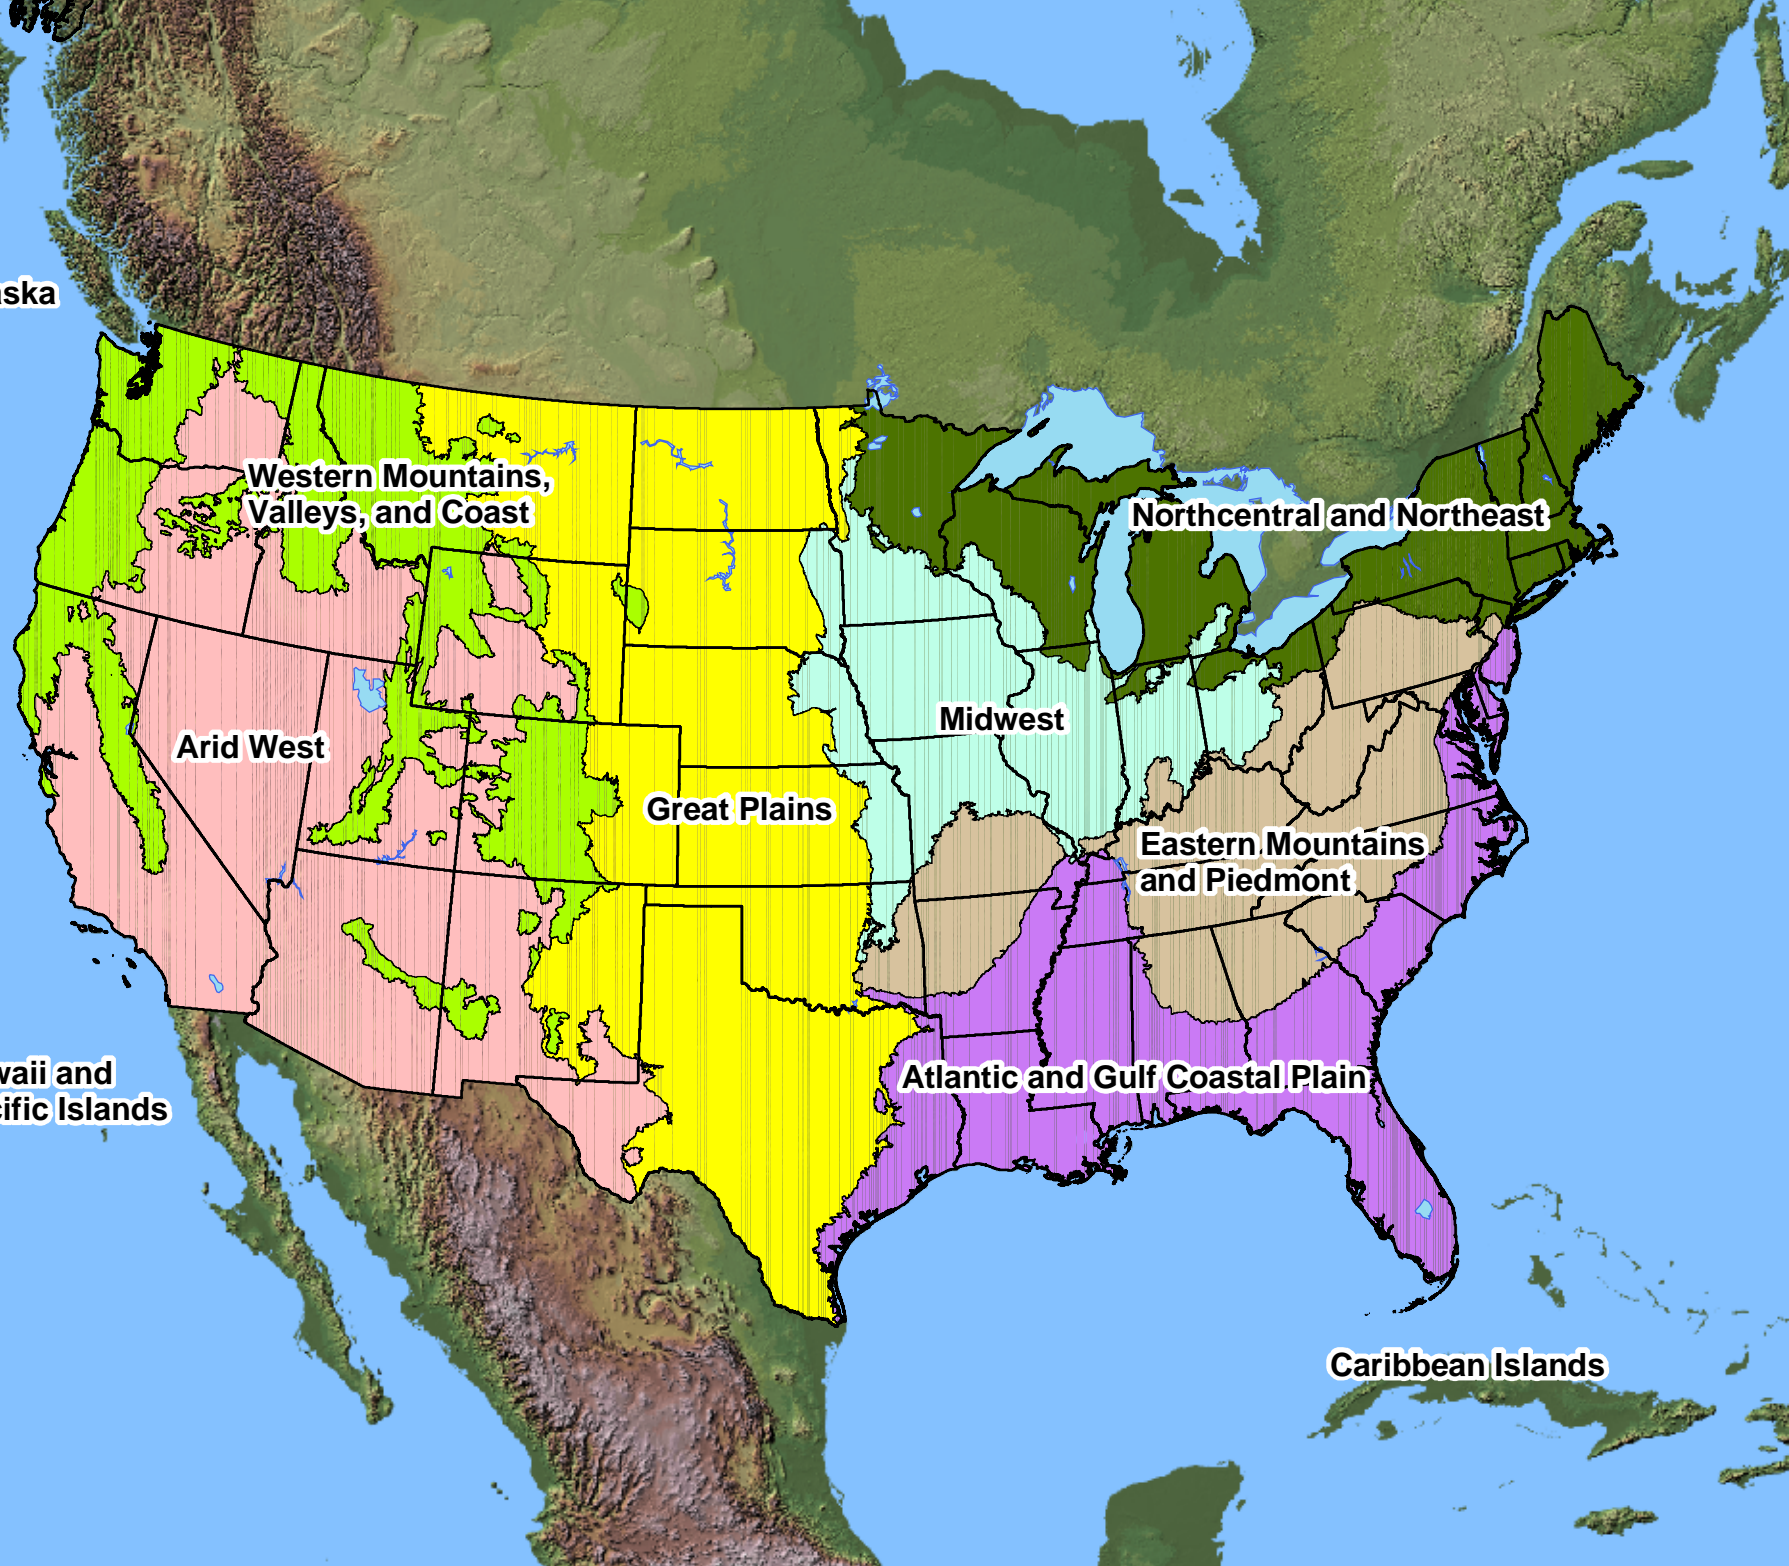 aska
Western Mountains,
Valleys, and Coast
Northcentral and Northeast
Midwest
Arid West
Great Plains
Eastern Mountains
and Piedmont
waii and
cific Islands
Atlantic and Gulf Coastal Plain
Caribbean Islands